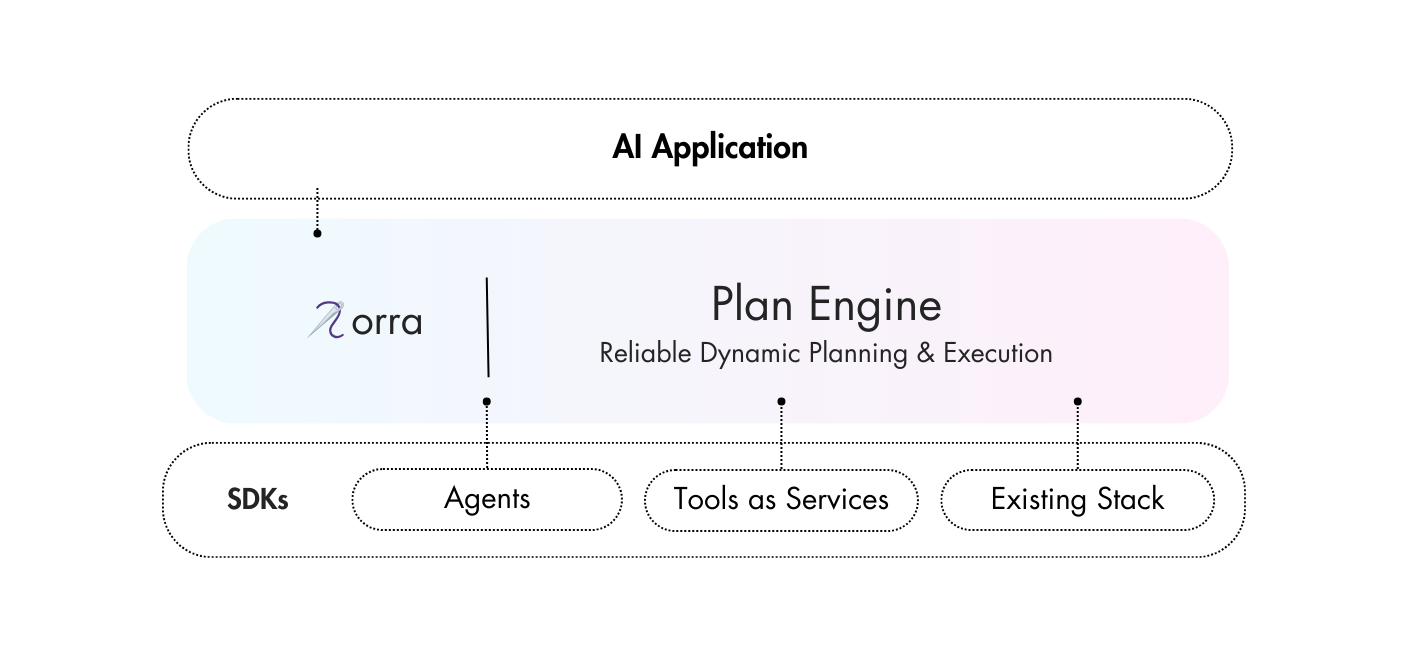 AI Application
orra
Plan Engine
Reliable Dynamic Planning & Execution
SDKs
Agents
Tools as Services
Existing Stack